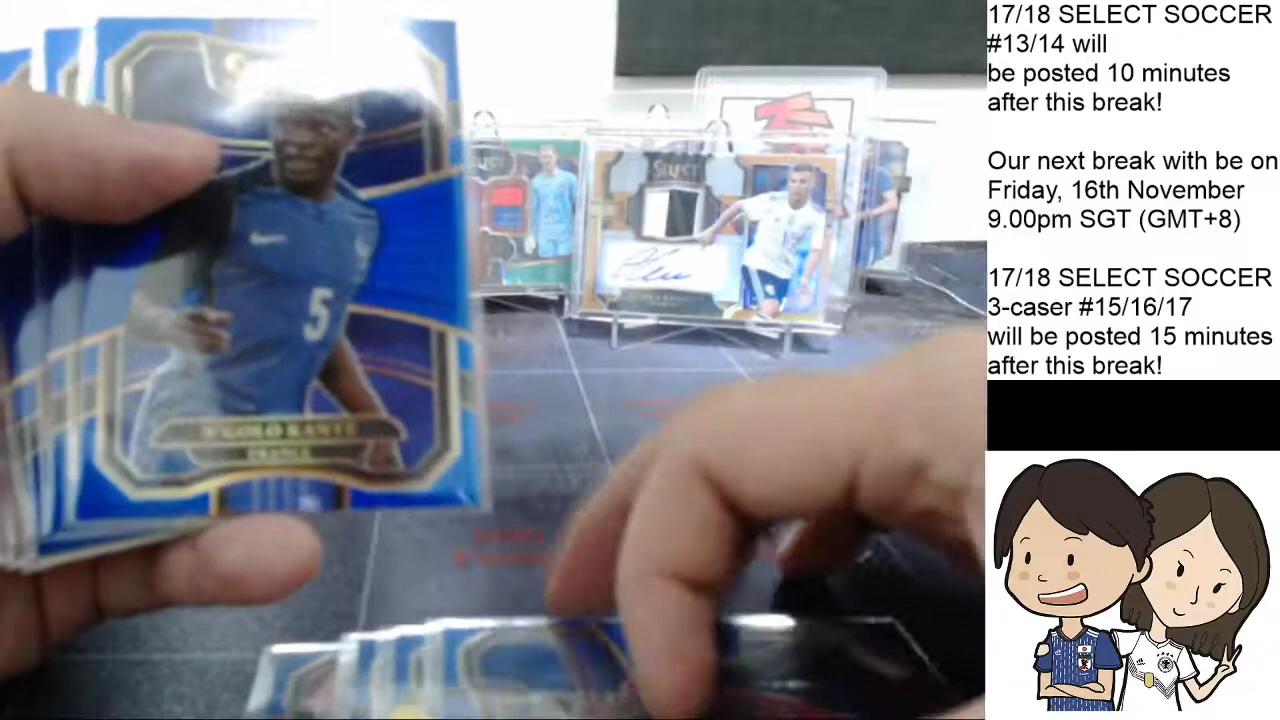 17/18 SELECT SOCCER
#13/14 will
be posted 10 minutes
after this break!
Our next break with be on
Friday, 16th November
9.00pm SGT (GMT+8)
17/18 SELECT SOCCER
3-caser #15/16/17
will be posted 15 minutes
after this break!
5
N'GOLO KANTE
FRANCE
SELECT